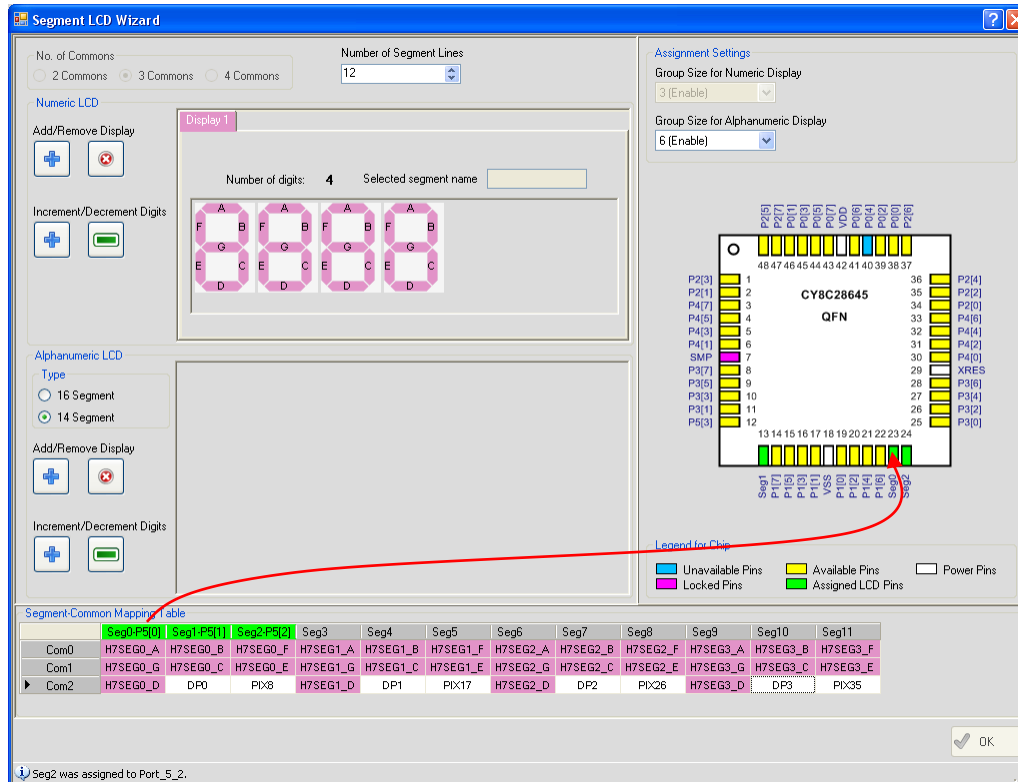 Segment LCD Wizard
No. of Commons
2 Commons 3 Commons 4 Commons
Number of Segment Lines
12
Numeric LCD
Add/Remove Display
Increment/Decrement Digits
Display 1
Number of digits: 4 Selected segment name
A A A A
F B F B F B F B
G G G G
E C E C E C E C
D D D D
Alphanumeric LCD
Type
16 Segment
14 Segment
Add/Remove Display
Increment/Decrement Digits
Assignment Settings
Group Size for Numeric Display
3 (Enable)
Group Size for Alphanumeric Display
6 (Enable)
P2[5] P2[7] P0[1] P0[3] P0[5] P0[7] VDD P0[6] P0[4] P0[2] P0[0] P2[6]
48 47 46 45 44 43 42 41 40 39 38 37
CY8C28645
QFN
P2[3] 1 36 P2[4]
P2[1] 2 35 P2[2]
P4[7] 3 34 P2[0]
P4[5] 4 33 P4[6]
P4[3] 5 32 P4[4]
P4[1] 6 31 P4[2]
SMP 7 30 P4[0]
P3[7] 8 29 XRES
P3[5] 9 28 P3[6]
P3[3] 10 27 P3[4]
P3[1] 11 26 P3[2]
P5[3] 12 25 P3[0]
13 14 15 16 17 18 19 20 21 22 23 24
Seg1 P1[7] P1[5] P1[3] P1[1] VSS P1[0] P1[2] P1[4] P1[6] Seg0 Seg2
Legend for Chip
Unavailable Pins Available Pins Power Pins
Locked Pins Assigned LCD Pins
Segment-Common Mapping Table
Seg0-P5[0] Seg1-P5[1] Seg2-P5[2] Seg3 Seg4 Seg5 Seg6 Seg7 Seg8 Seg9 Seg10 Seg11
Com0 H7SEG0_A H7SEG0_B H7SEG0_F H7SEG1_A H7SEG1_B H7SEG1_F H7SEG2_A H7SEG2_B H7SEG2_F H7SEG3_A H7SEG3_B H7SEG3_F
Com1 H7SEG0_G H7SEG0_C H7SEG0_E H7SEG1_G H7SEG1_C H7SEG1_E H7SEG2_G H7SEG2_C H7SEG2_E H7SEG3_G H7SEG3_C H7SEG3_E
Com2 H7SEG0_D DP0 PIX8 H7SEG1_D DP1 PIX17 H7SEG2_D DP2 PIX26 H7SEG3_D DP3 PIX35
OK
Seg2 was assigned to Port_5_2.